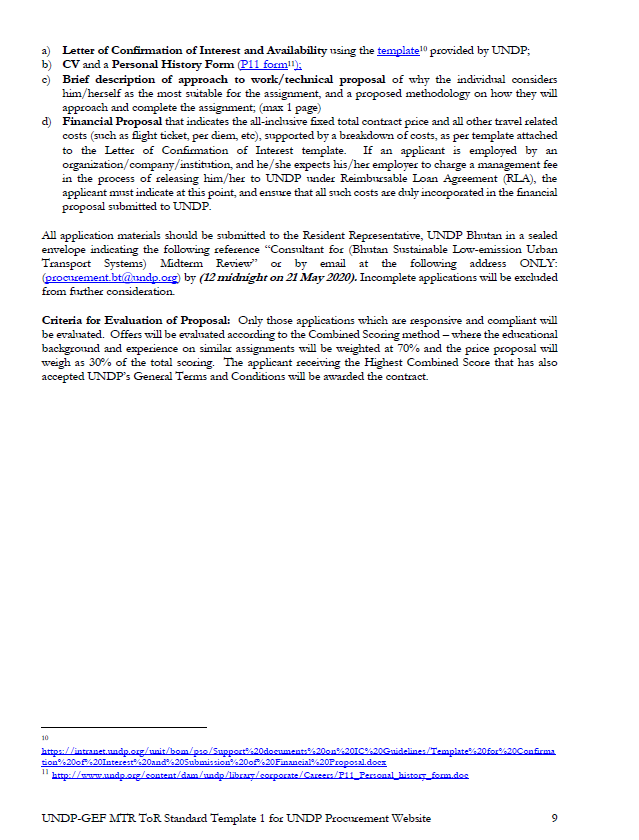 a) Letter of Confirmation of Interest and Availability using the template10 provided by UNDP;
b) CV and a Personal History Form (P11 form11);
c) Brief description of approach to work/technical proposal of why the individual considers
him/herself as the most suitable for the assignment, and a proposed methodology on how they will
approach and complete the assignment; (max 1 page)
d) Financial Proposal that indicates the all-inclusive fixed total contract price and all other travel related
costs (such as flight ticket, per diem, etc), supported by a breakdown of costs, as per template attached
to the Letter of Confirmation of Interest template. If an applicant is employed by an
organization/company/institution, and he/she expects his/her employer to charge a management fee
in the process of releasing him/her to UNDP under Reimbursable Loan Agreement (RLA), the
applicant must indicate at this point, and ensure that all such costs are duly incorporated in the financial
proposal submitted to UNDP.
All application materials should be submitted to the Resident Representative, UNDP Bhutan in a sealed
envelope indicating the following reference "Consultant for (Bhutan Sustainable Low-emission Urban
Transport Systems) Midterm Review" or by email at the following address ONLY:
(procurement.bt@undp.org) by (12 midnight on 21 May 2020). Incomplete applications will be excluded
from further consideration.
Criteria for Evaluation of Proposal: Only those applications which are responsive and compliant will
be evaluated. Offers will be evaluated according to the Combined Scoring method – where the educational
background and experience on similar assignments will be weighted at 70% and the price proposal will
weigh as 30% of the total scoring. The applicant receiving the Highest Combined Score that has also
accepted UNDP's General Terms and Conditions will be awarded the contract.
10
https://intranet.undp.org/unit/bom/pso/Support%20documents%20on%20IC%20Guidelines/Template%20for%20Confirma
tion%20of%20Interest%20and%20Submission%20of%20Financial%20Proposal.docx
11 http://www.undp.org/content/dam/undp/library/corporate/Careers/P11_Personal_history_form.doc
UNDP-GEF MTR ToR Standard Template 1 for UNDP Procurement Website 9